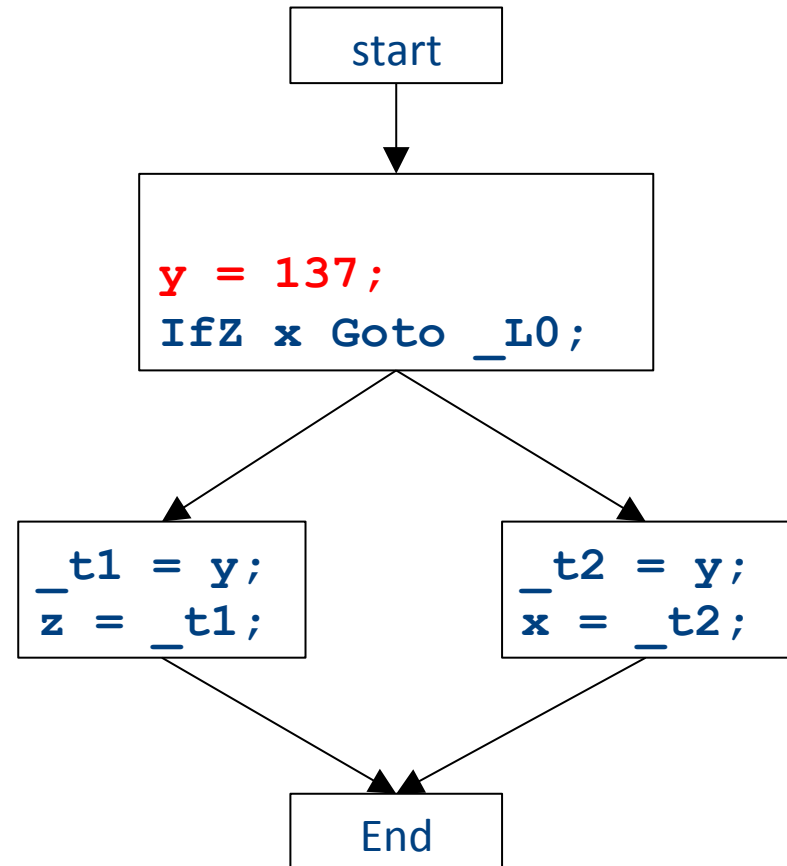 start
y = 137;
IfZ x Goto _L0;
_t1 = y;
z = _t1;
_t2 = y;
x = _t2;
End